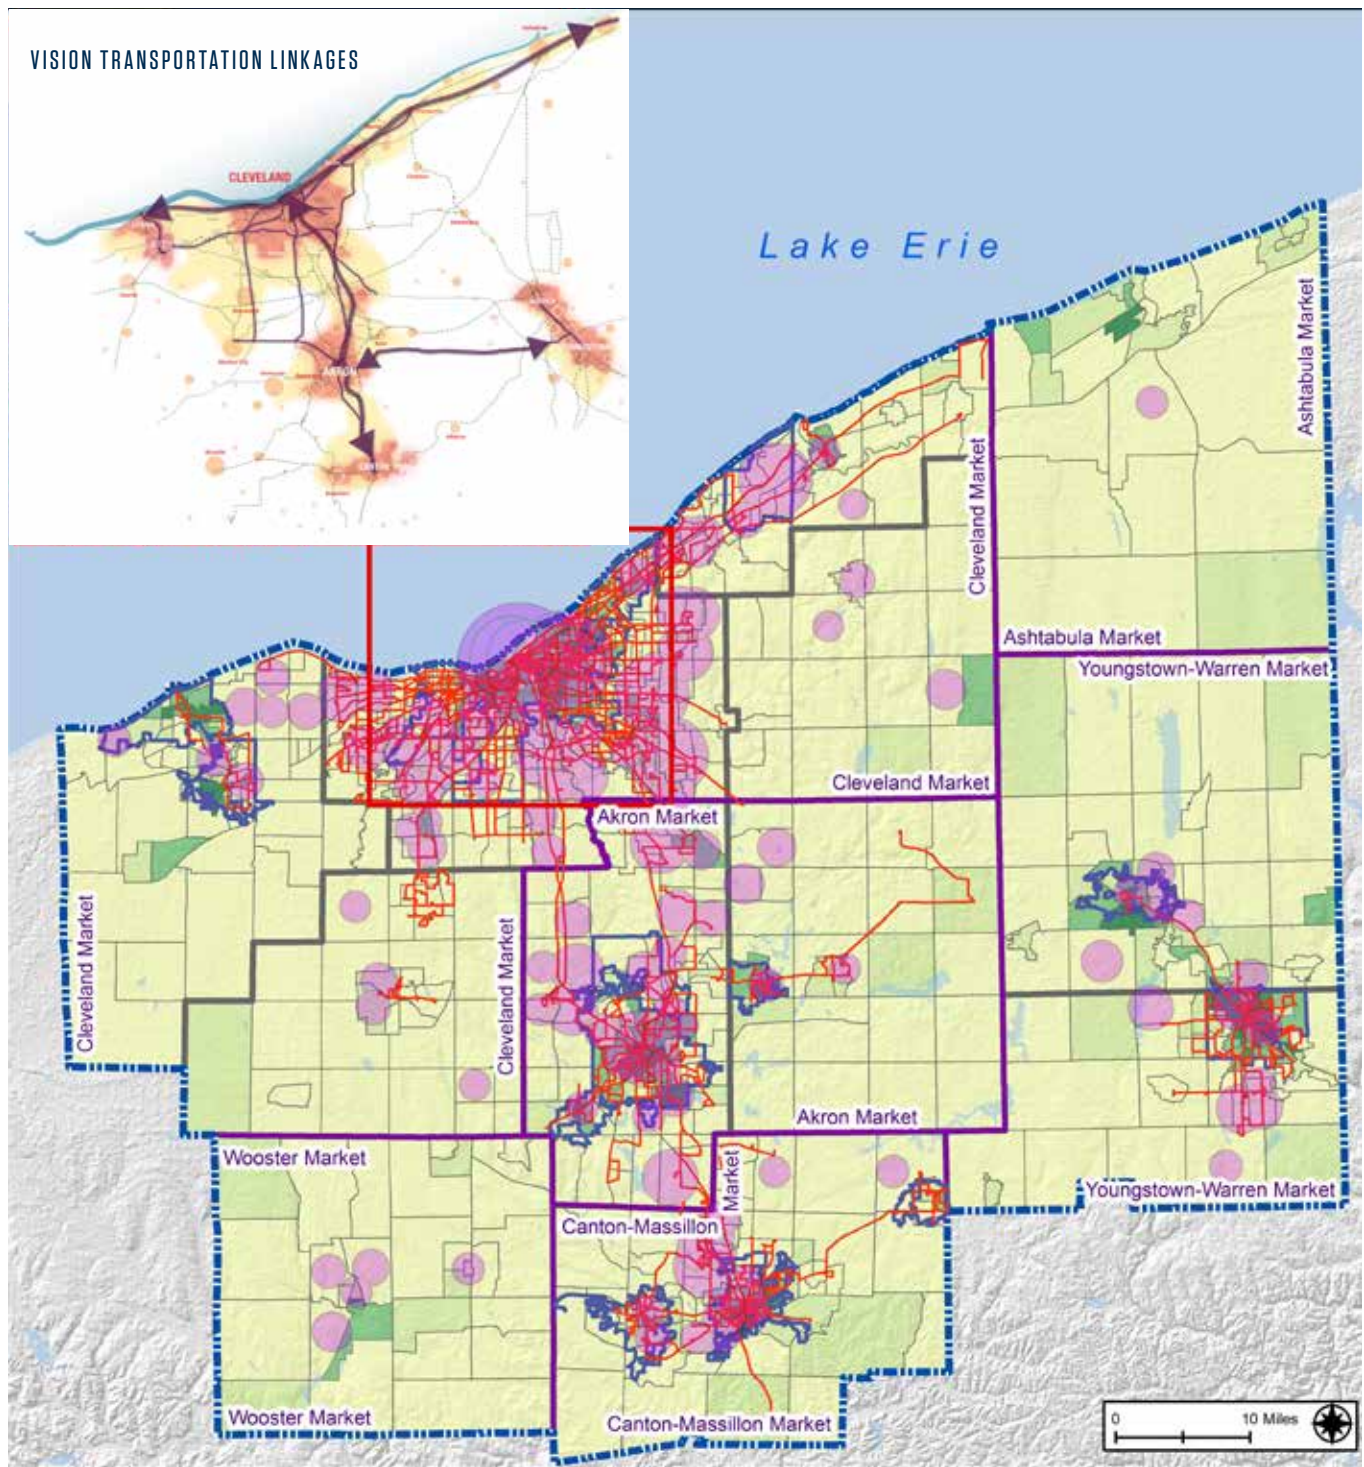 VISION TRANSPORTATION LINKAGES
CLEVELAND
AKRON
Lake Erie
Ashtabula Market
Cleveland Market
Ashtabula Market
Youngstown-Warren Market
Cleveland Market
Akron Market
Cleveland Market
Cleveland Market
Akron Market
Wooster Market
Market
Youngstown-Warren Market
Canton-Massillon
Wooster Market
Canton-Massillon Market
0 10 Miles